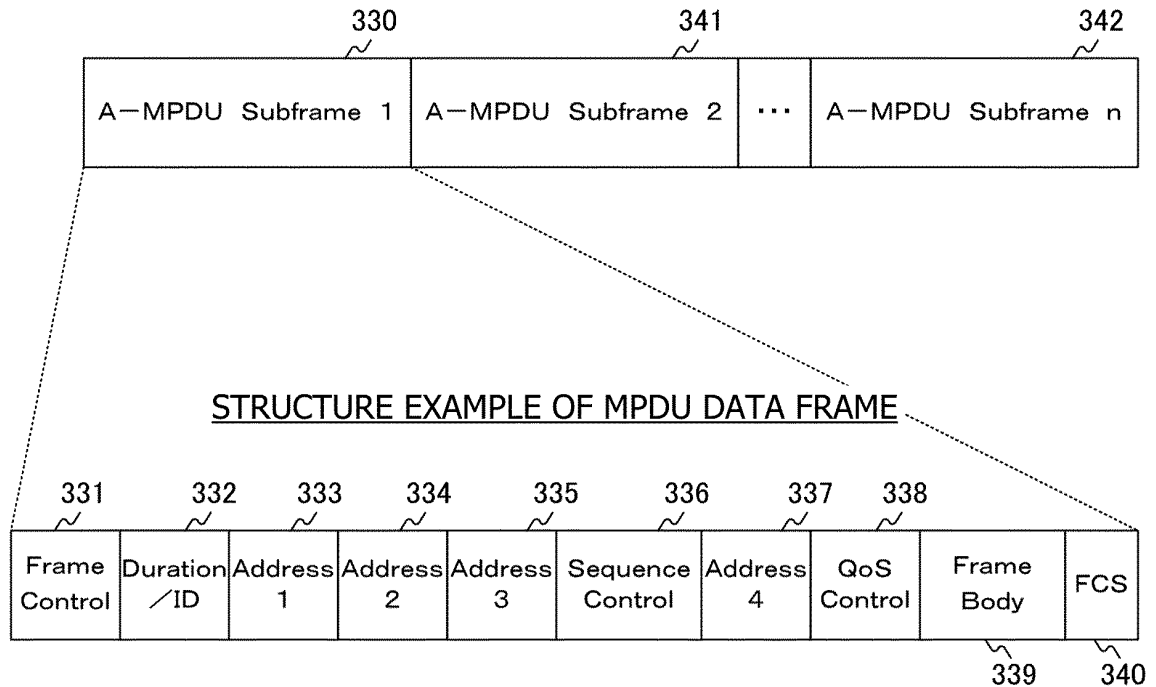 330 341 342
A－MPDU Subframe 1 A－MPDU Subframe 2 ･･･ A－MPDU Subframe n
STRUCTURE EXAMPLE OF MPDU DATA FRAME
331 332 333 334 335 336 337 338
Frame Control
Duration ／ID
Address 1
Address 2
Address 3
Sequence Control
Address 4
QoS Control
Frame Body
FCS
339 340